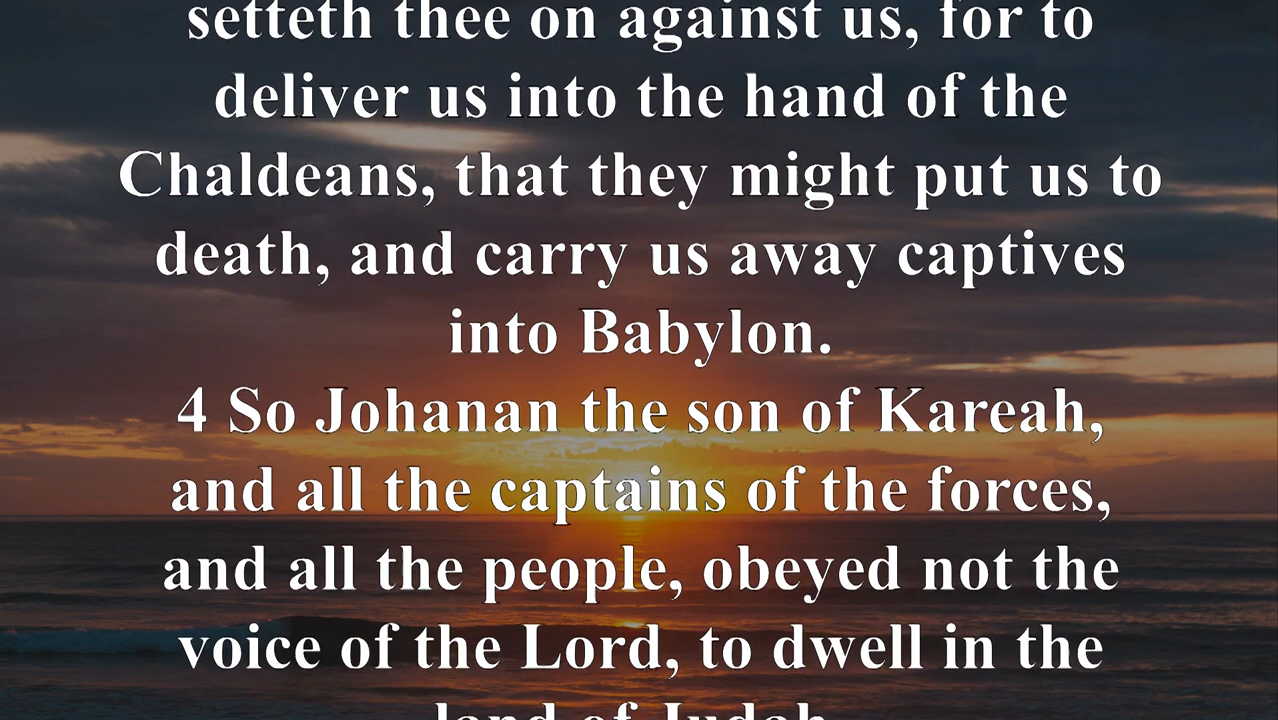 setteth thee on against us, for to
deliver us into the hand of the
Chaldeans, that they might put us to
death, and carry us away captives
into Babylon.
4 So Johanan the son of Kareah,
and all the captains of the forces,
and all the people, obeyed not the
voice of the Lord, to dwell in the
land of Judah